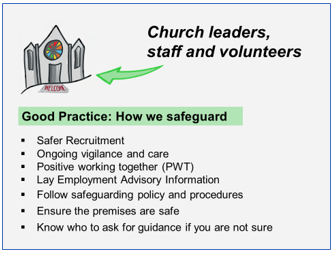 Church leaders,
staff and volunteers
WELCOME
Good Practice: How we safeguard
▪ Safer Recruitment
▪ Ongoing vigilance and care
▪ Positive working together (PWT)
▪ Lay Employment Advisory Information
▪ Follow safeguarding policy and procedures
▪ Ensure the premises are safe
▪ Know who to ask for guidance if you are not sure